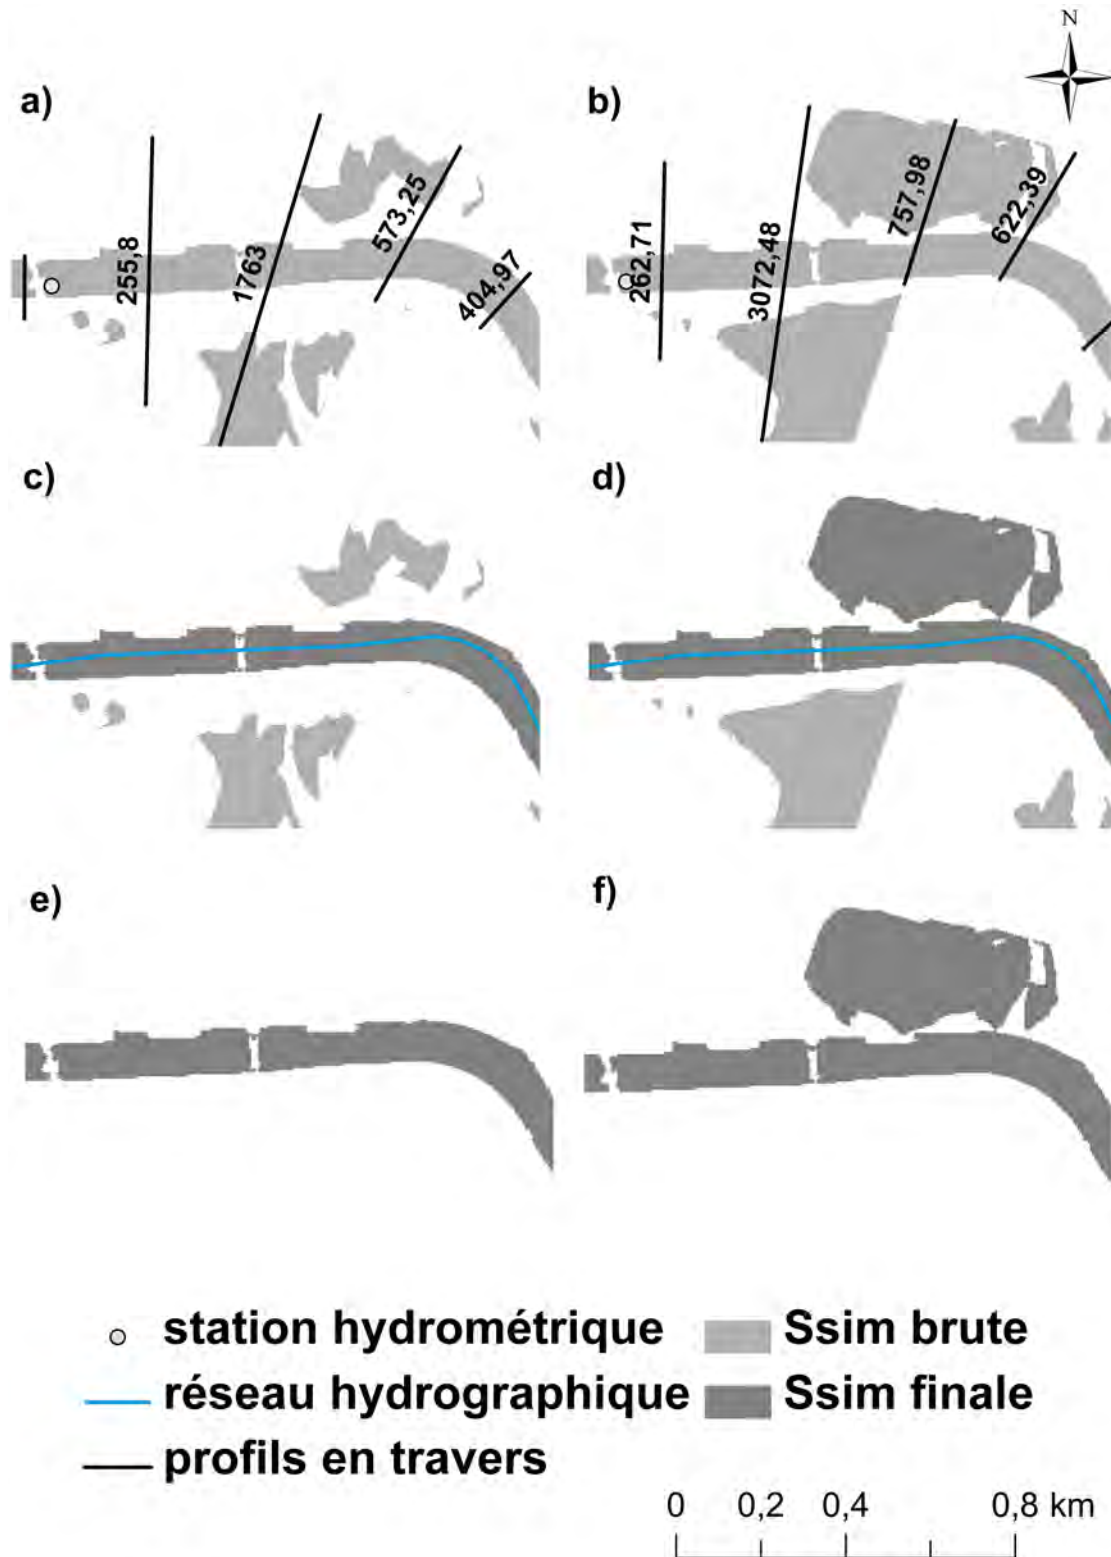 N
a)
b)
255,8
1763
573,25
404,97
262,71
3072,48
757,98
622,39
c)
d)
e)
f)
station hydrométrique
Ssim brute
réseau hydrographique
Ssim finale
profils en travers
0 0,2 0,4 0,8 km